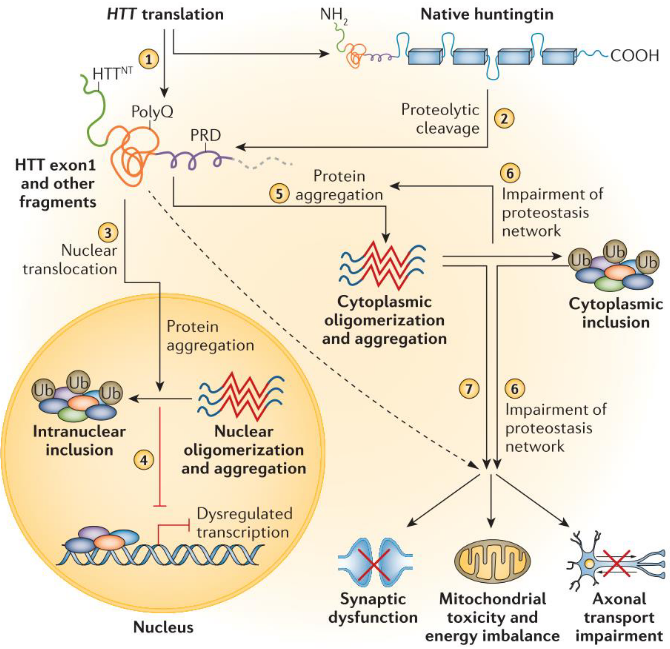 HTT translation
NH2
Native huntingtin
1
COOH
HTTNT
PolyQ
PRD
Proteolytic
cleavage
2
HTT exon1
and other
fragments
5
Protein
aggregation
6
Impairment of
proteostasis
network
3
Nuclear
translocation
Ub Ub Ub
Cytoplasmic
oligomerization
and aggregation
Cytoplasmic
inclusion
Protein
aggregation
Ub Ub Ub
Intranuclear
inclusion
4
Nuclear
oligomerization
and aggregation
7
6
Impairment of
proteostasis
network
Dysregulated
transcription
Nucleus
Synaptic
dysfunction
Mitochondrial
toxicity and
energy imbalance
Axonal
transport
impairment